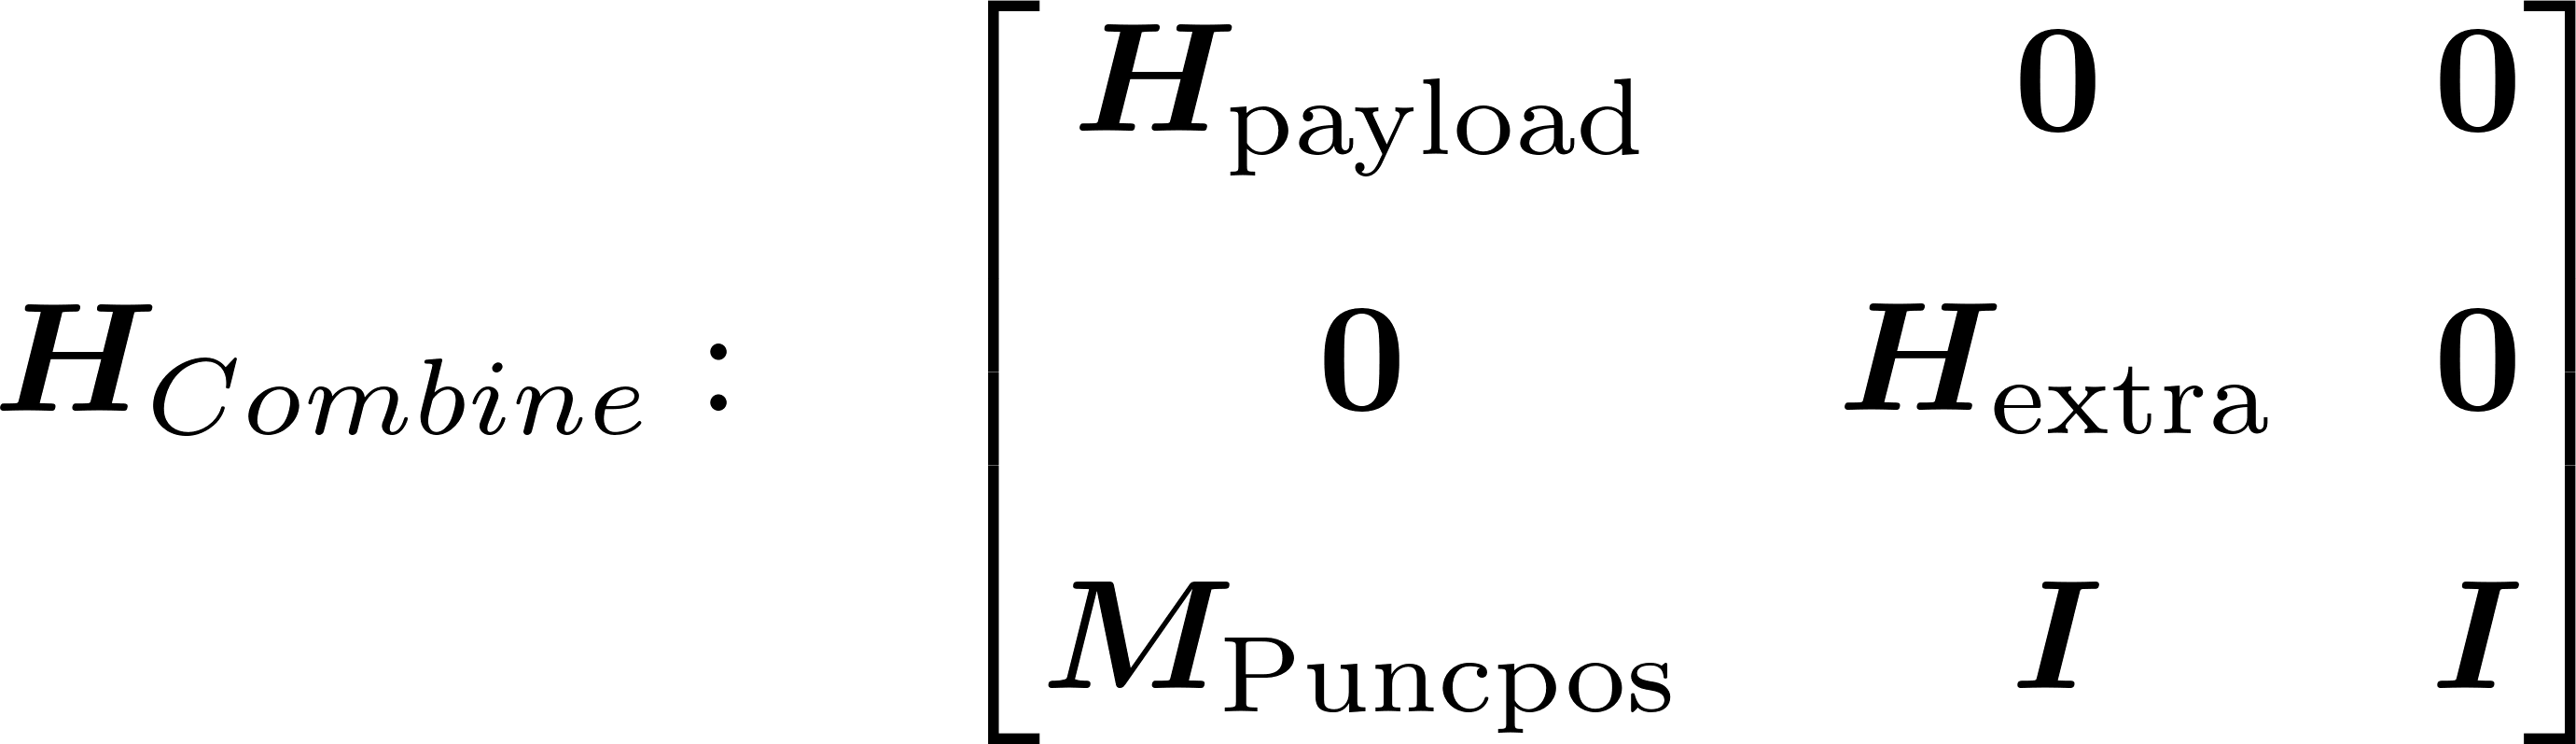 H_payload 0 0
H_Combine : 0 H_extra 0
M_Puncpos I I